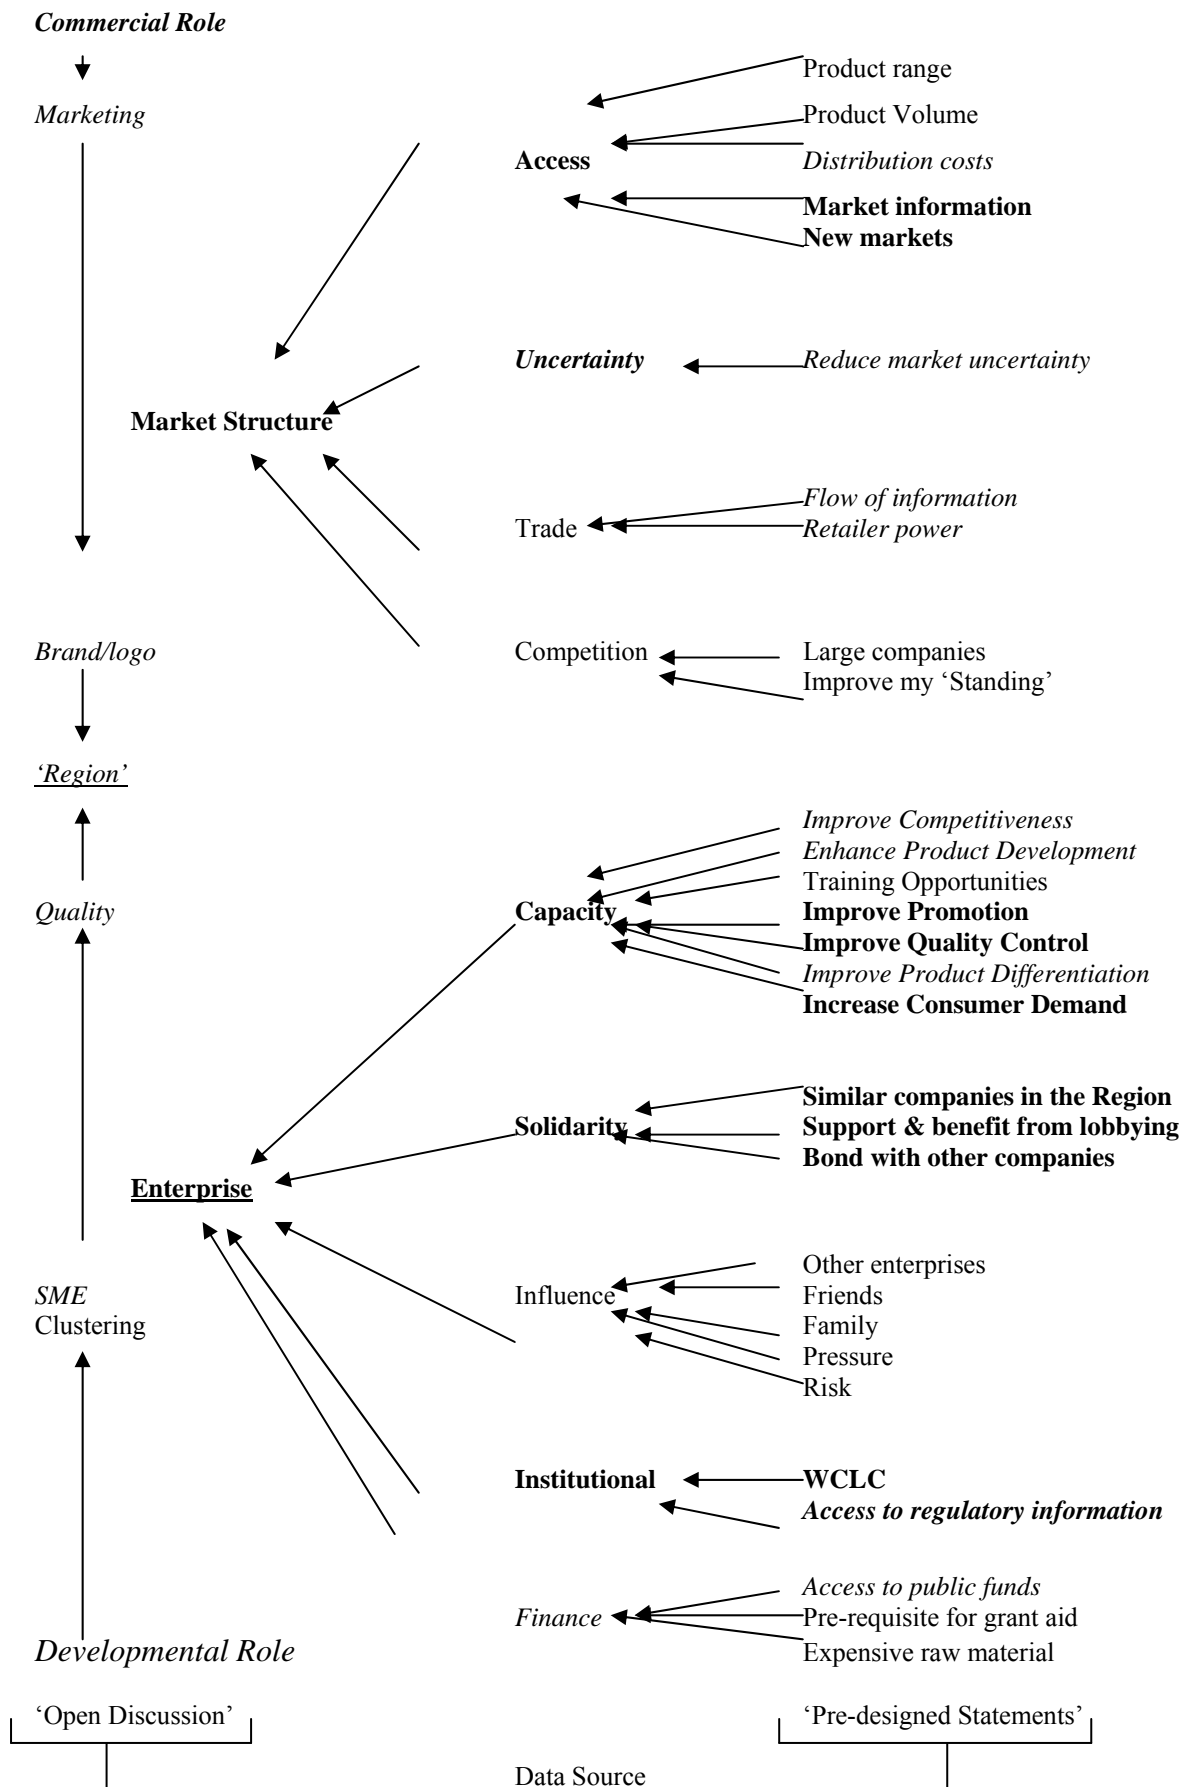 Commercial Role
Product range
Marketing
Product Volume
Access
Distribution costs
Market information
New markets
Uncertainty
Reduce market uncertainty
Market Structure
Flow of information
Trade
Retailer power
Brand/logo
Competition
Large companies
Improve my ‘Standing’
‘Region’
Improve Competitiveness
Enhance Product Development
Training Opportunities
Quality
Capacity
Improve Promotion
Improve Quality Control
Improve Product Differentiation
Increase Consumer Demand
Similar companies in the Region
Solidarity
Support & benefit from lobbying
Bond with other companies
Enterprise
Other enterprises
SME
Influence
Friends
Clustering
Family
Pressure
Risk
Institutional
WCLC
Access to regulatory information
Access to public funds
Finance
Pre-requisite for grant aid
Developmental Role
Expensive raw material
‘Open Discussion’
‘Pre-designed Statements’
Data Source